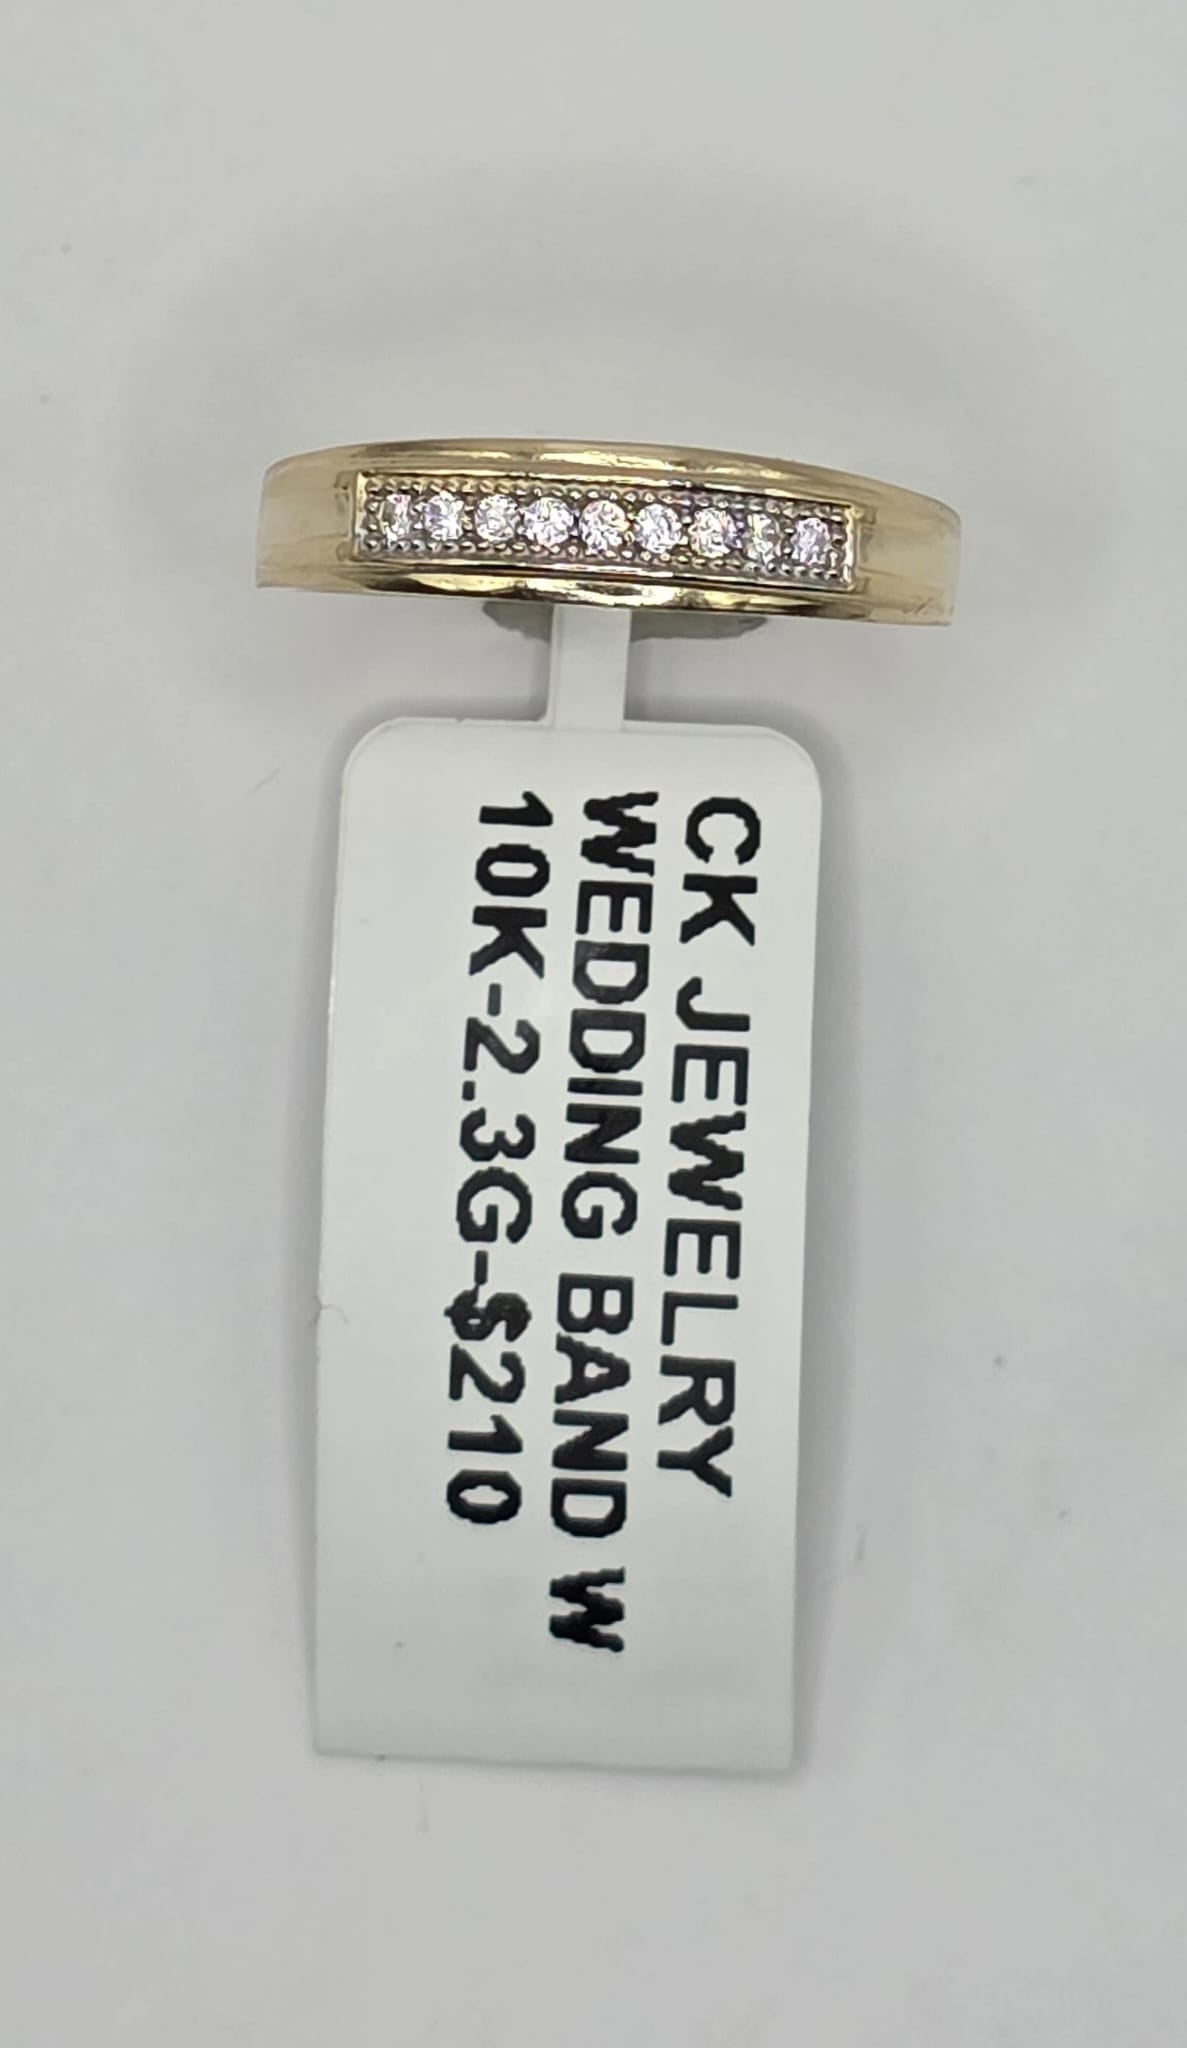 CK JEWELRY
WEDDING BAND W
10K-2.3G-$210